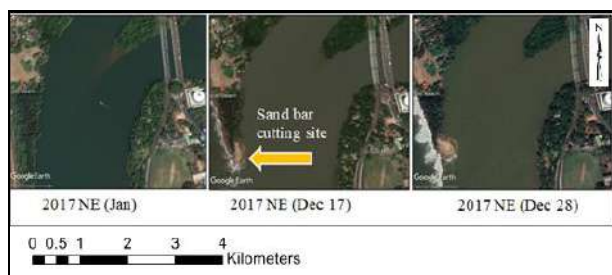 Sand bar
cutting site
Google Earth
Google Earth
Google Earth
2017 NE (Jan)
2017 NE (Dec 17)
2017 NE (Dec 28)
0 0.5 1 2 3 4
Kilometers
N